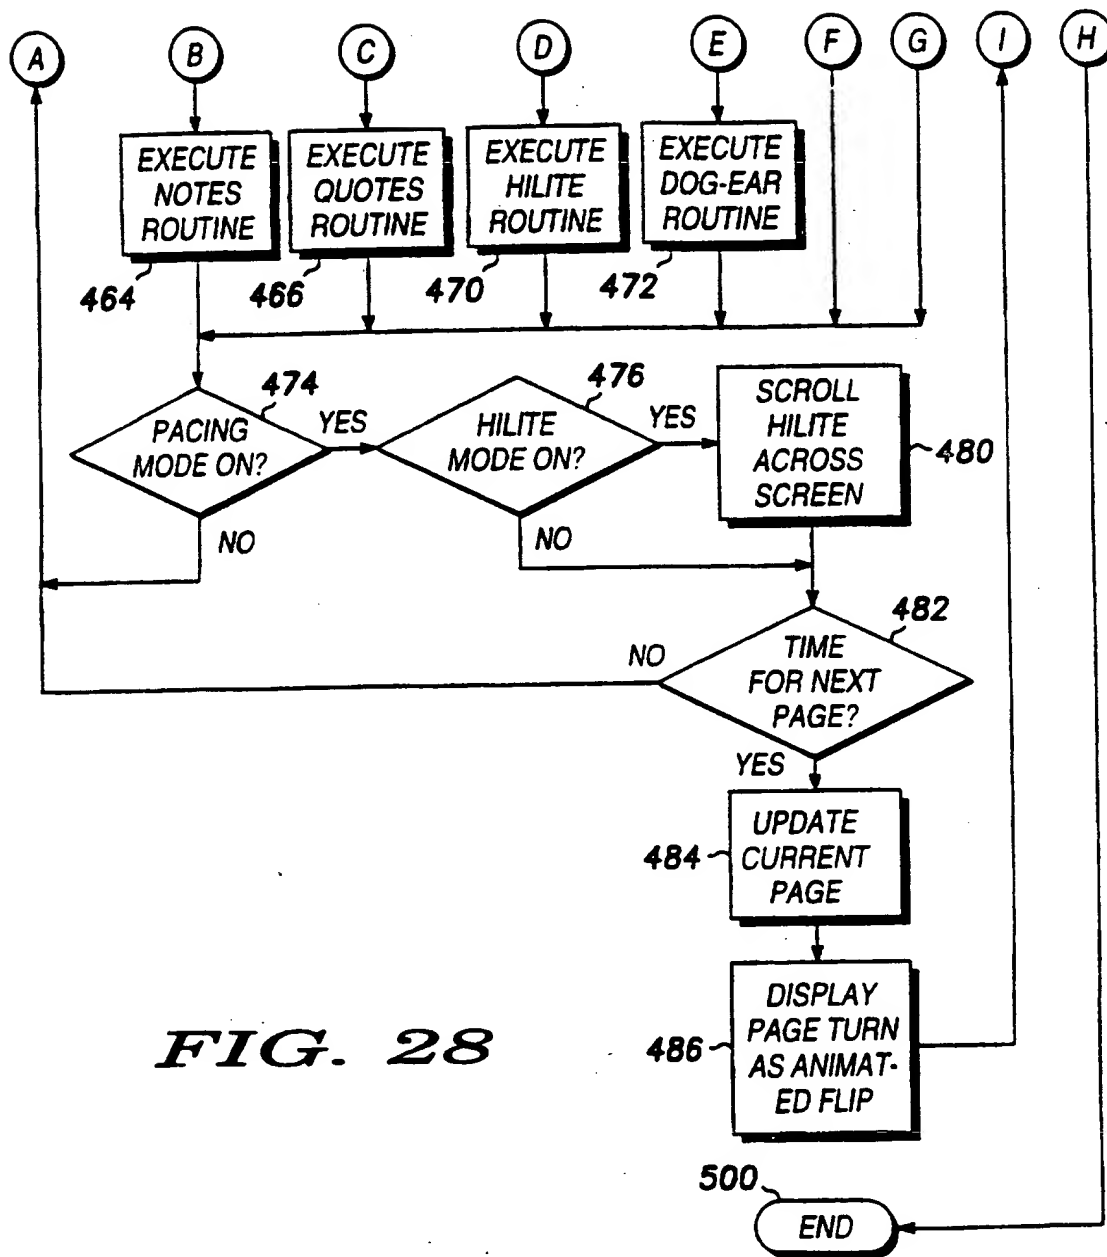 A B C D E F G I H
EXECUTE
NOTES
ROUTINE
464
EXECUTE
QUOTES
ROUTINE
466
EXECUTE
HILITE
ROUTINE
470
EXECUTE
DOG-EAR
ROUTINE
472
PACING
MODE ON?
474
YES
NO
HILITE
MODE ON?
476
YES
NO
SCROLL
HILITE
ACROSS
SCREEN
480
TIME
FOR NEXT
PAGE?
482
NO
YES
UPDATE
CURRENT
PAGE
484
DISPLAY
PAGE TURN
AS ANIMAT-
ED FLIP
486
FIG. 28
500
END